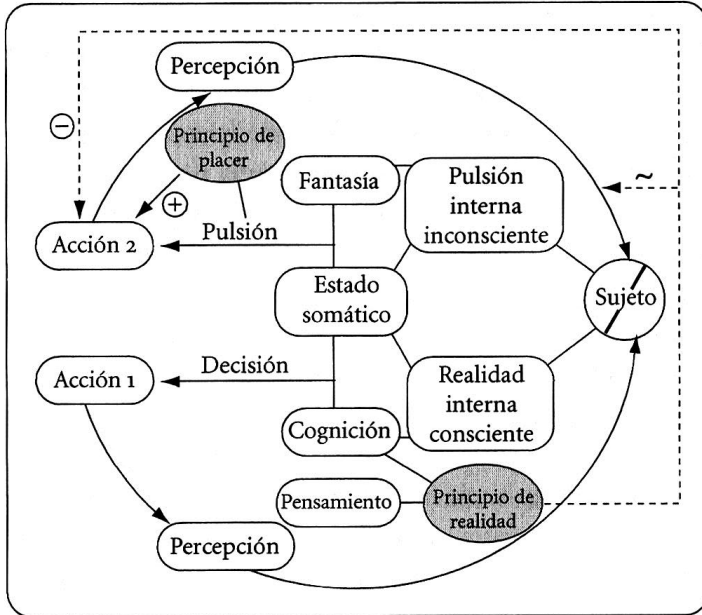 Percepción
−
Principio de
placer
+
Fantasía
Pulsión
interna
inconsciente
~
Acción 2
Pulsión
Estado
somático
Sujeto
Acción 1
Decisión
Realidad
interna
consciente
Cognición
Pensamiento
Principio de
realidad
Percepción